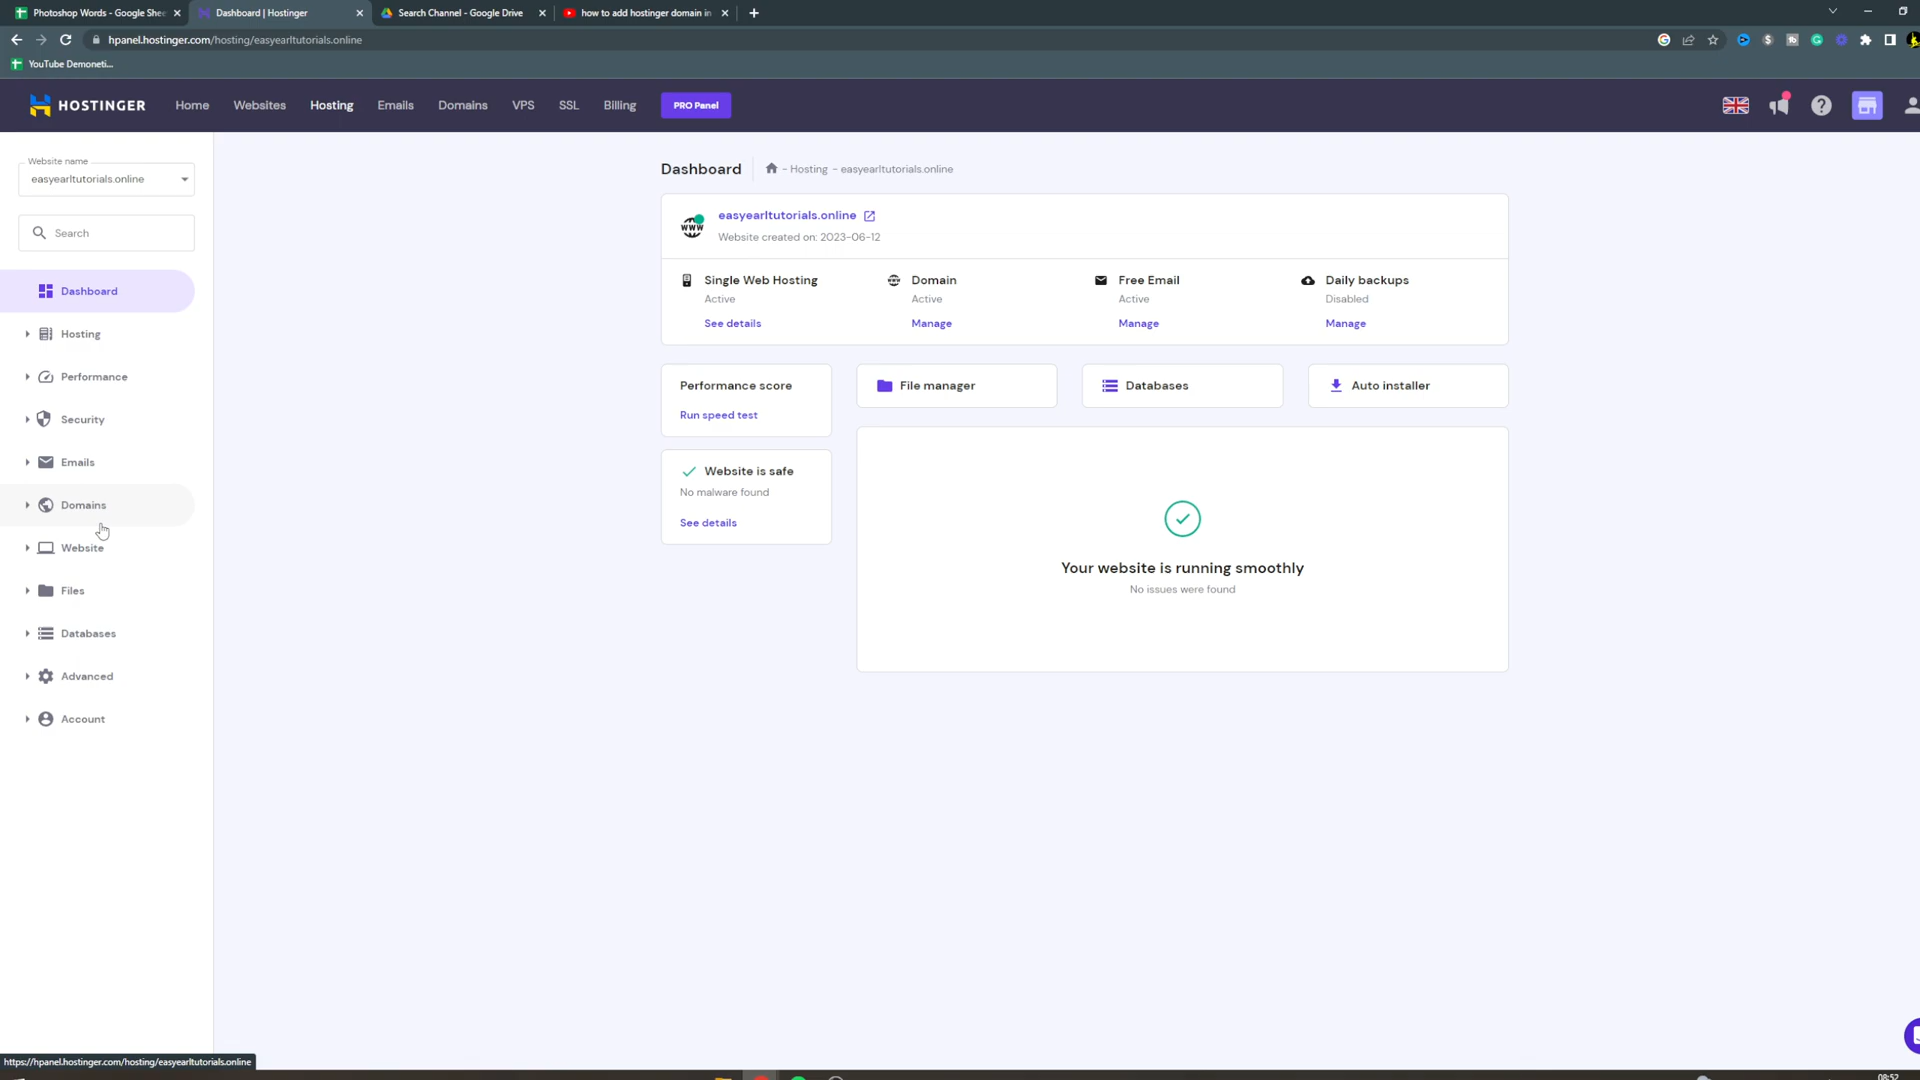 Photoshop Words - Google Shee
Dashboard | Hostinger
Search Channel - Google Drive
how to add hostinger domain in
hpanel.hostinger.com/hosting/easyearltutorials.online
YouTube Demoneti...
HOSTINGER
Home
Websites
Hosting
Emails
Domains
VPS
SSL
Billing
PRO Panel
Website name
easyearltutorials.online
Search
Dashboard
Hosting
Performance
Security
Emails
Domains
Website
Files
Databases
Advanced
Account
Dashboard
- Hosting - easyearltutorials.online
easyearltutorials.online
Website created on: 2023-06-12
Single Web Hosting
Active
See details
Domain
Active
Manage
Free Email
Active
Manage
Daily backups
Disabled
Manage
Performance score
Run speed test
File manager
Databases
Auto installer
Website is safe
No malware found
See details
Your website is running smoothly
No issues were found
https://hpanel.hostinger.com/hosting/easyearltutorials.online
08:52